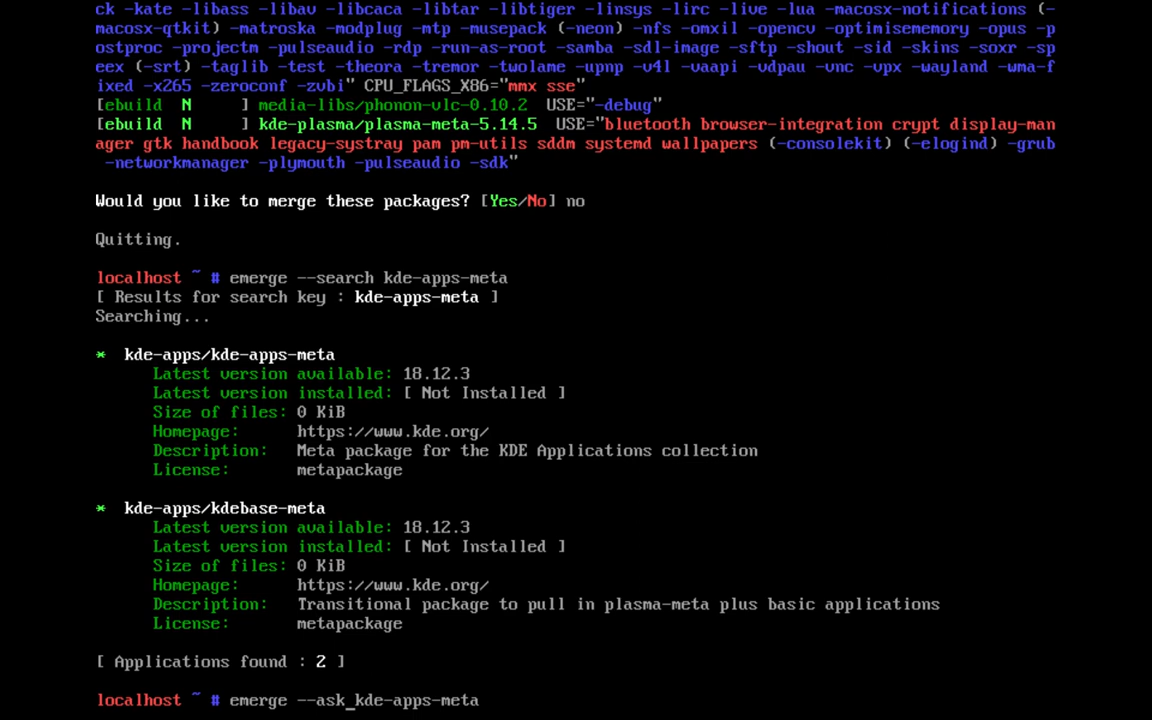 ck -kate -libass -libav -libcaca -libtar -libtiger -linsys -lirc -live -lua -macosx-notifications (-
macosx-qtkit) -matroska -modplug -mtp -musepack (-neon) -nfs -omxil -opencv -optimisememory -opus -p
ostproc -projectm -pulseaudio -rdp -run-as-root -samba -sdl-image -sftp -shout -sid -skins -soxr -sp
eex (-srt) -taglib -test -theora -tremor -twolame -upnp -v4l -vaapi -vdpau -vnc -vpx -wayland -wma-f
ixed -x265 -zeroconf -zvbi" CPU_FLAGS_X86="mmx sse"
[ebuild  N     ] media-libs/phonon-vlc-0.10.2  USE="-debug"
[ebuild  N     ] kde-plasma/plasma-meta-5.14.5  USE="bluetooth browser-integration crypt display-man
ager gtk handbook legacy-systray pam pm-utils sddm systemd wallpapers (-consolekit) (-elogind) -grub
-networkmanager -plymouth -pulseaudio -sdk"
Would you like to merge these packages? [Yes/No] no
Quitting.
localhost ~ # emerge --search kde-apps-meta
[ Results for search key : kde-apps-meta ]
Searching...
*  kde-apps/kde-apps-meta
Latest version available: 18.12.3
Latest version installed: [ Not Installed ]
Size of files: 0 KiB
Homepage:      https://www.kde.org/
Description:   Meta package for the KDE Applications collection
License:       metapackage
*  kde-apps/kdebase-meta
Latest version available: 18.12.3
Latest version installed: [ Not Installed ]
Size of files: 0 KiB
Homepage:      https://www.kde.org/
Description:   Transitional package to pull in plasma-meta plus basic applications
License:       metapackage
[ Applications found : 2 ]
localhost ~ # emerge --ask_kde-apps-meta